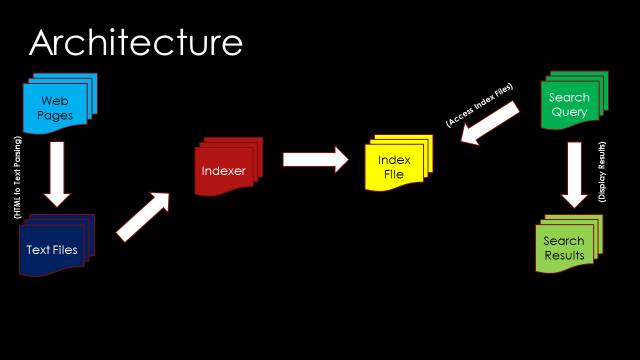 Architecture
Web
Pages
(HTML to Text Parsing)
Text Files
Indexer
Index
File
(Access Index Files)
Search
Query
(Display Results)
Search
Results